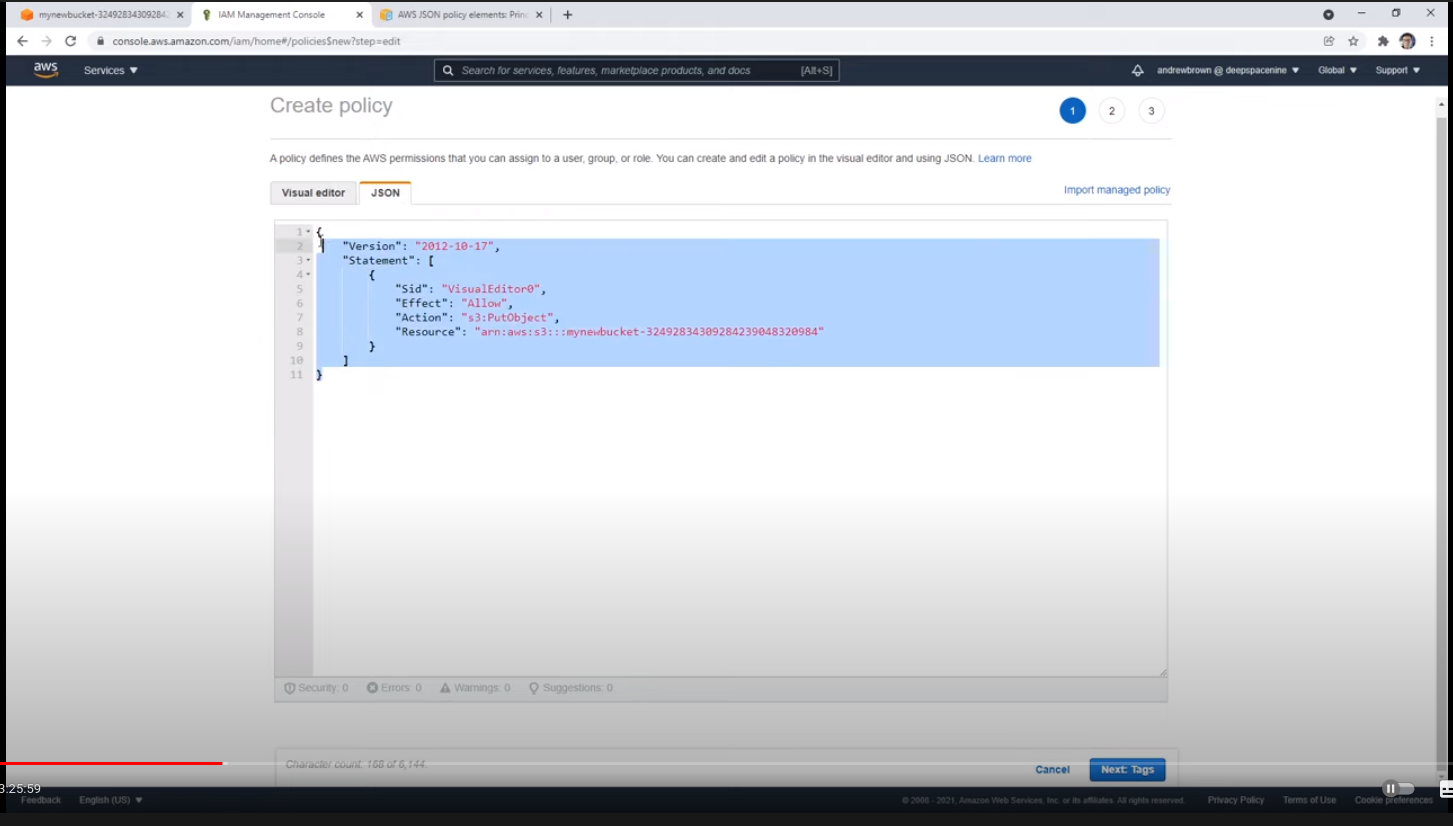 mynewbucket-32492834309284
IAM Management Console
AWS JSON policy elements: Princ
console.aws.amazon.com/iam/home#/policies$new?step=edit
aws
Services
Search for services, features, marketplace products, and docs
[Alt+S]
andrewbrown @ deepspacenine
Global
Support
Create policy
1
2
3
A policy defines the AWS permissions that you can assign to a user, group, or role. You can create and edit a policy in the visual editor and using JSON. Learn more
Visual editor
JSON
Import managed policy
1 {
2 "Version": "2012-10-17",
3 "Statement": [
4 {
5 "Sid": "VisualEditor0",
6 "Effect": "Allow",
7 "Action": "s3:PutObject",
8 "Resource": "arn:aws:s3:::mynewbucket-32492834309284239048320984"
9 }
10 ]
11 }
Security: 0
Errors: 0
Warnings: 0
Suggestions: 0
Character count: 168 of 6,144.
Cancel
Next: Tags
3:25:59
Feedback
English (US)
© 2008 - 2021, Amazon Web Services, Inc. or its affiliates. All rights reserved.
Privacy Policy
Terms of Use
Cookie preferences